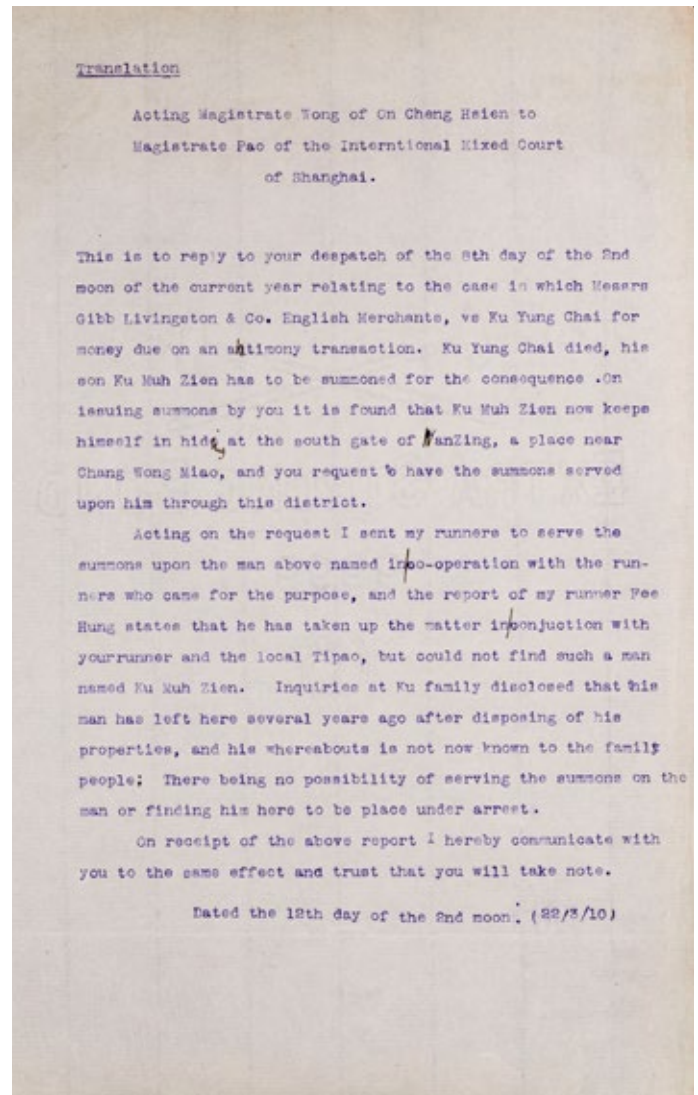 Translation
Acting Magistrate Wong of On Cheng Hsien to
Magistrate Pao of the Interntional Mixed Court
of Shanghai.
This is to reply to your despatch of the 8th day of the 2nd
moon of the current year relating to the case in which Messrs
Gibb Livingston & Co. English Merchants, vs Ku Yung Chai for
money due on an antimony transaction. Ku Yung Chai died, his
son Ku Muh Zien has to be summoned for the consequence .On
issuing summons by you it is found that Ku Muh Zien now keeps
himself in hide at the south gate of NanZing, a place near
Chang Wong Miao, and you request to have the summons served
upon him through this district.
Acting on the request I sent my runners to serve the
summons upon the man above named in co-operation with the run-
ners who came for the purpose, and the report of my runner Fee
Hung states that he has taken up the matter in conjuction with
yourrunner and the local Tipao, but could not find such a man
named Ku Muh Zien. Inquiries at Ku family disclosed that this
man has left here several years ago after disposing of his
properties, and his whereabouts is not now known to the family
people; There being no possibility of serving the summons on the
man or finding him here to be place under arrest.
On receipt of the above report I hereby communicate with
you to the same effect and trust that you will take note.
Dated the 12th day of the 2nd moon. (22/3/10)